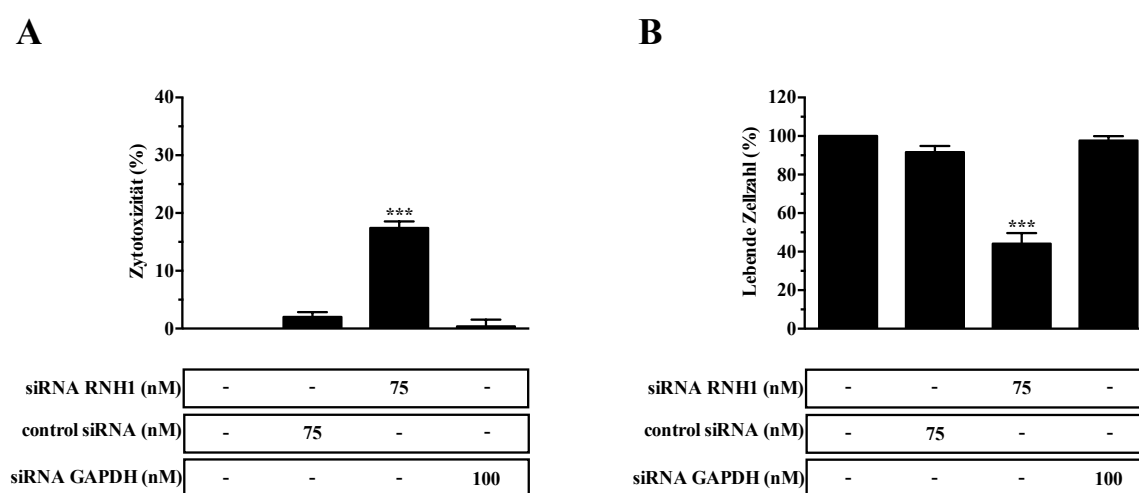 A
Zytotoxizität (%)
40
30
20
10
0
***
siRNA RNH1 (nM) - - 75 -
control siRNA (nM) - 75 - -
siRNA GAPDH (nM) - - - 100
B
Lebende Zellzahl (%)
120
100
80
60
40
20
0
***
siRNA RNH1 (nM) - - 75 -
control siRNA (nM) - 75 - -
siRNA GAPDH (nM) - - - 100